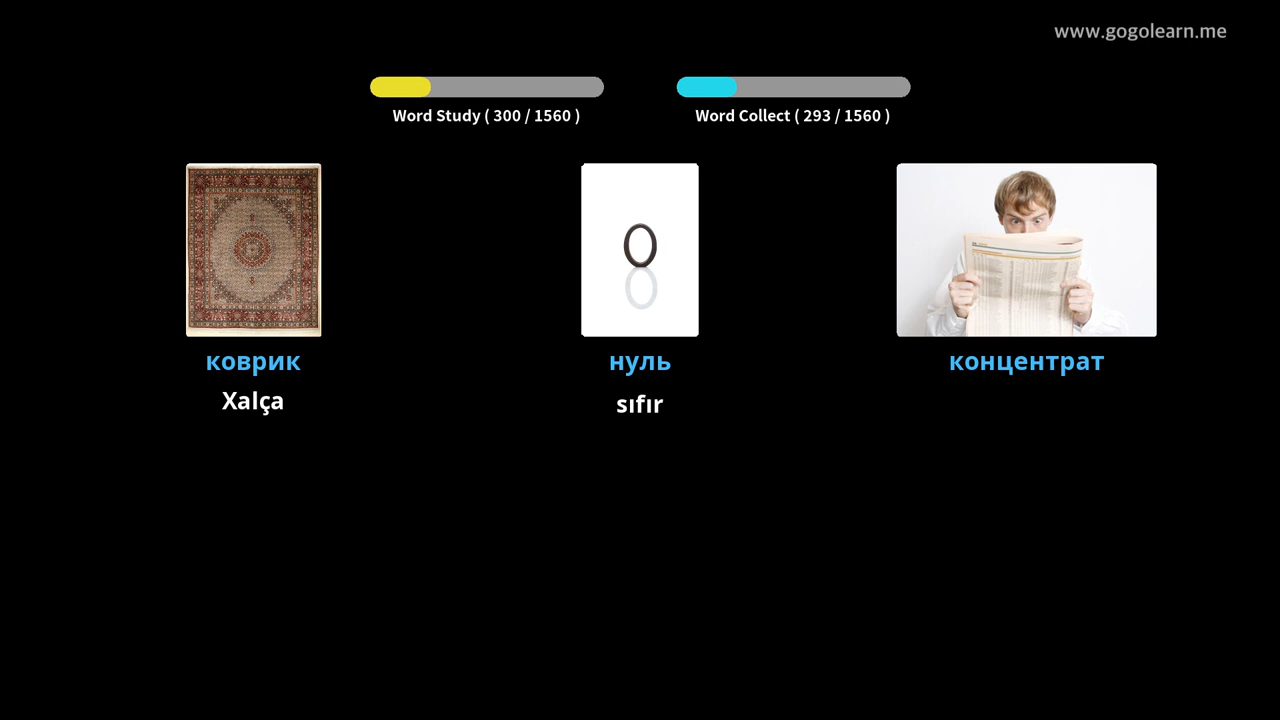 www.gogolearn.me
Word Study ( 300 / 1560 )
Word Collect ( 293 / 1560 )
коврик
нуль
концентрат
Xalça
sıfır